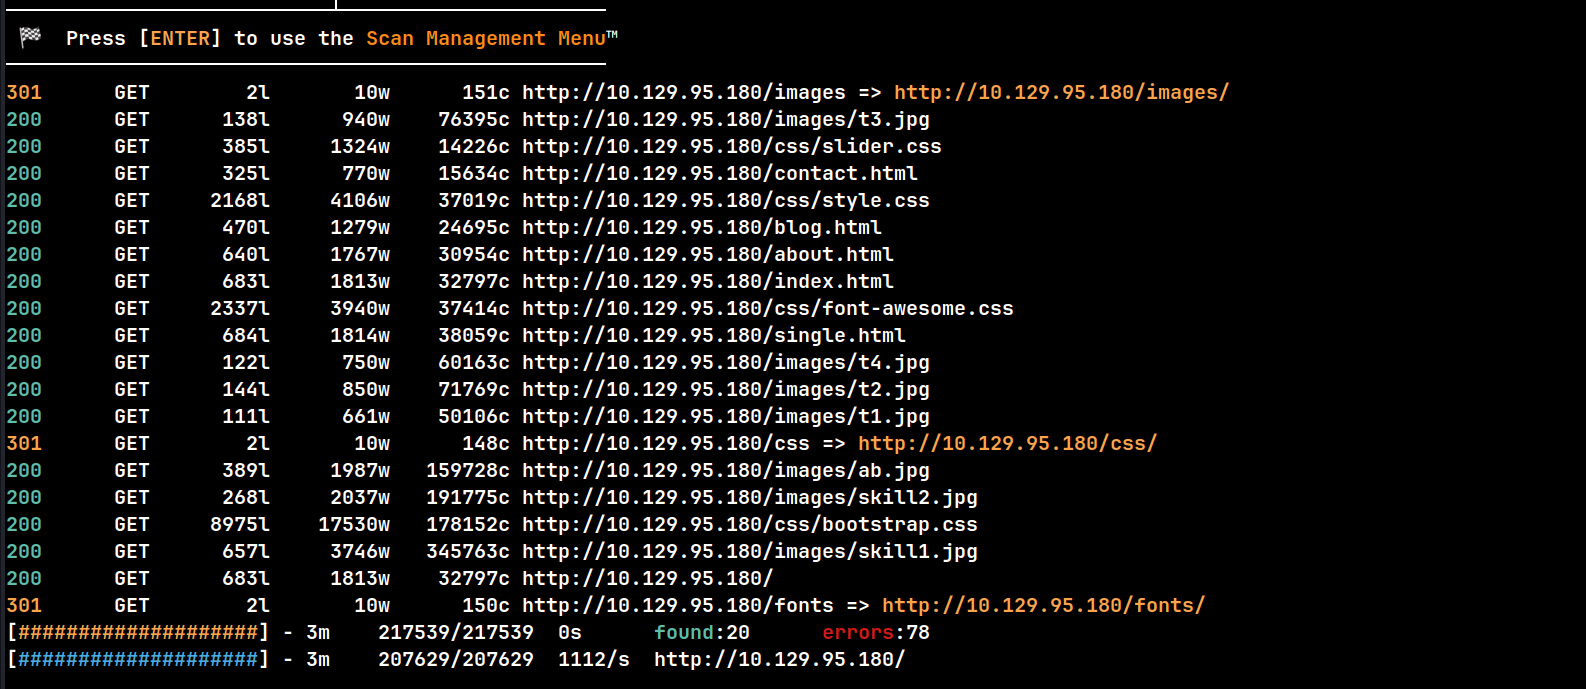 🏁  Press [ENTER] to use the Scan Management Menu™
301      GET        2l       10w      151c http://10.129.95.180/images => http://10.129.95.180/images/
200      GET      138l      940w    76395c http://10.129.95.180/images/t3.jpg
200      GET      385l     1324w    14226c http://10.129.95.180/css/slider.css
200      GET      325l      770w    15634c http://10.129.95.180/contact.html
200      GET     2168l     4106w    37019c http://10.129.95.180/css/style.css
200      GET      470l     1279w    24695c http://10.129.95.180/blog.html
200      GET      640l     1767w    30954c http://10.129.95.180/about.html
200      GET      683l     1813w    32797c http://10.129.95.180/index.html
200      GET     2337l     3940w    37414c http://10.129.95.180/css/font-awesome.css
200      GET      684l     1814w    38059c http://10.129.95.180/single.html
200      GET      122l      750w    60163c http://10.129.95.180/images/t4.jpg
200      GET      144l      850w    71769c http://10.129.95.180/images/t2.jpg
200      GET      111l      661w    50106c http://10.129.95.180/images/t1.jpg
301      GET        2l       10w      148c http://10.129.95.180/css => http://10.129.95.180/css/
200      GET      389l     1987w   159728c http://10.129.95.180/images/ab.jpg
200      GET      268l     2037w   191775c http://10.129.95.180/images/skill2.jpg
200      GET     8975l    17530w   178152c http://10.129.95.180/css/bootstrap.css
200      GET      657l     3746w   345763c http://10.129.95.180/images/skill1.jpg
200      GET      683l     1813w    32797c http://10.129.95.180/
301      GET        2l       10w      150c http://10.129.95.180/fonts => http://10.129.95.180/fonts/
[####################] - 3m    217539/217539  0s      found:20      errors:78
[####################] - 3m    207629/207629  1112/s  http://10.129.95.180/